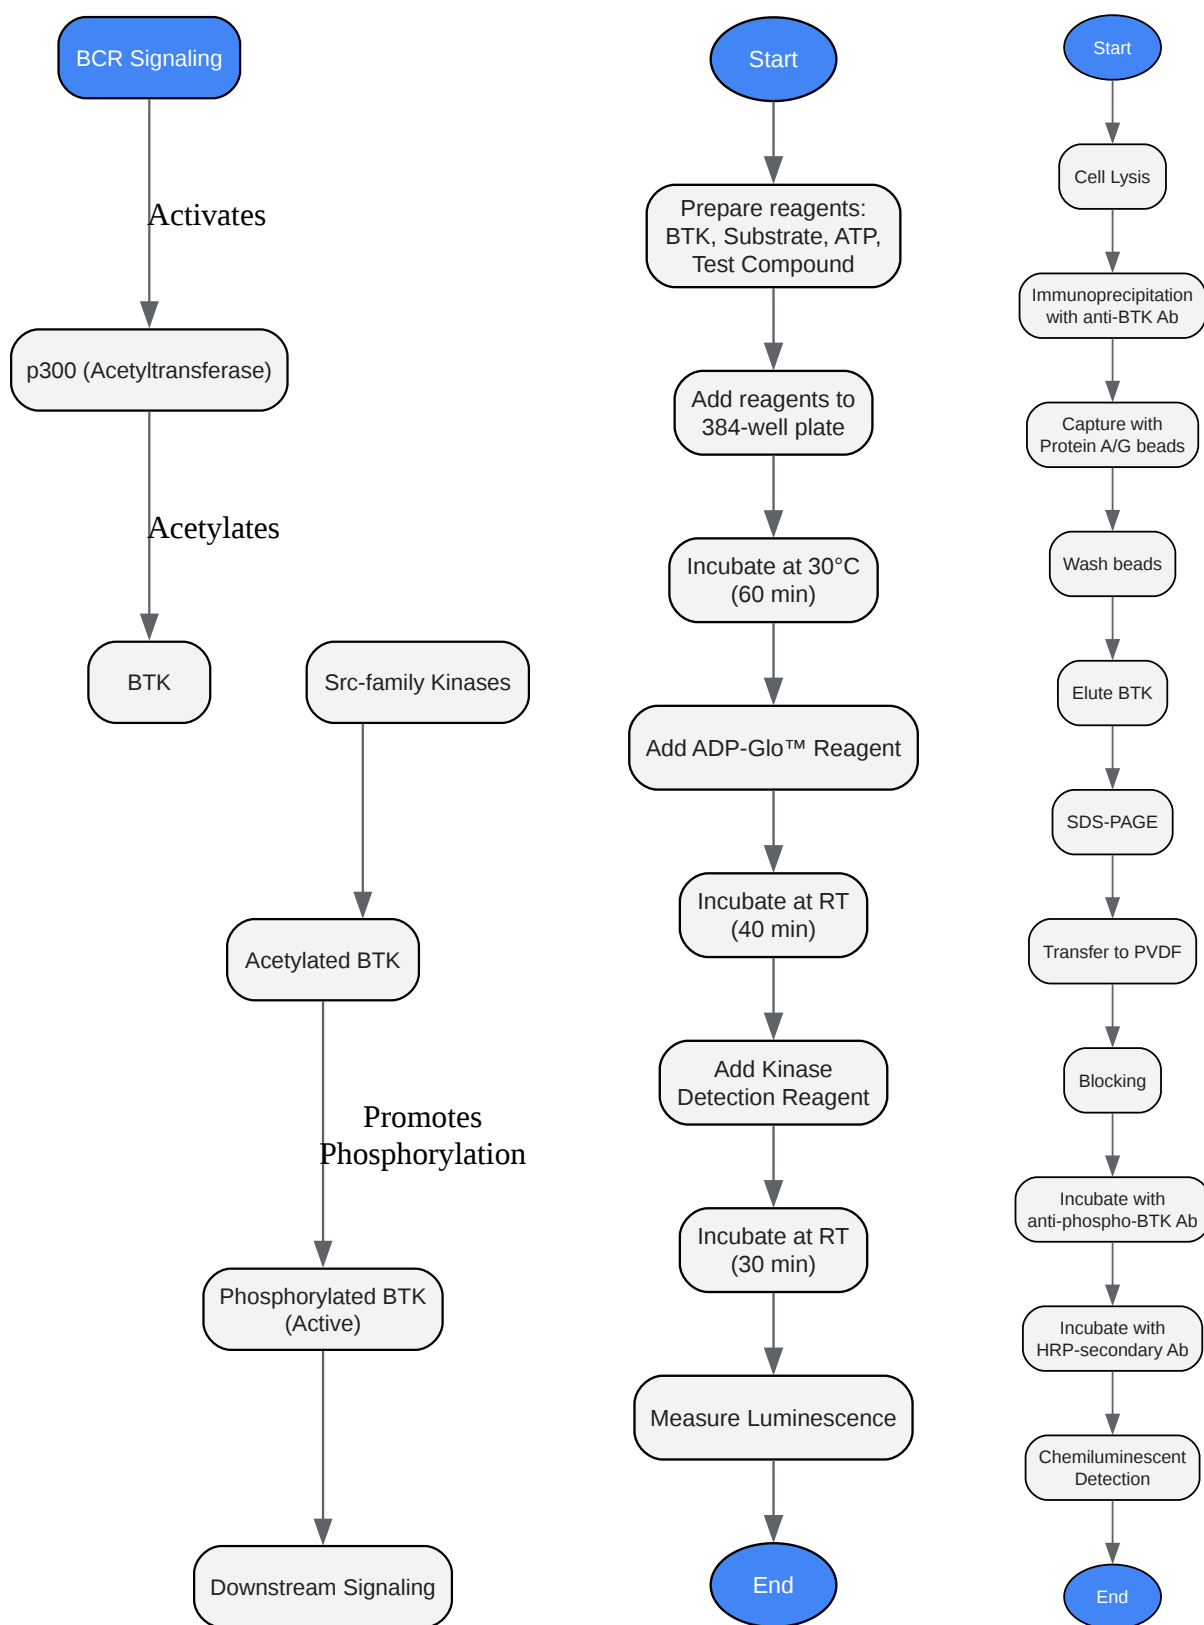 BCR Signaling
Activates
p300 (Acetyltransferase)
Acetylates
BTK
Src-family Kinases
Acetylated BTK
Promotes
Phosphorylation
Phosphorylated BTK
(Active)
Downstream Signaling
Start
Prepare reagents:
BTK, Substrate, ATP,
Test Compound
Add reagents to
384-well plate
Incubate at 30°C
(60 min)
Add ADP-Glo™ Reagent
Incubate at RT
(40 min)
Add Kinase
Detection Reagent
Incubate at RT
(30 min)
Measure Luminescence
End
Start
Cell Lysis
Immunoprecipitation
with anti-BTK Ab
Capture with
Protein A/G beads
Wash beads
Elute BTK
SDS-PAGE
Transfer to PVDF
Blocking
Incubate with
anti-phospho-BTK Ab
Incubate with
HRP-secondary Ab
Chemiluminescent
Detection
End